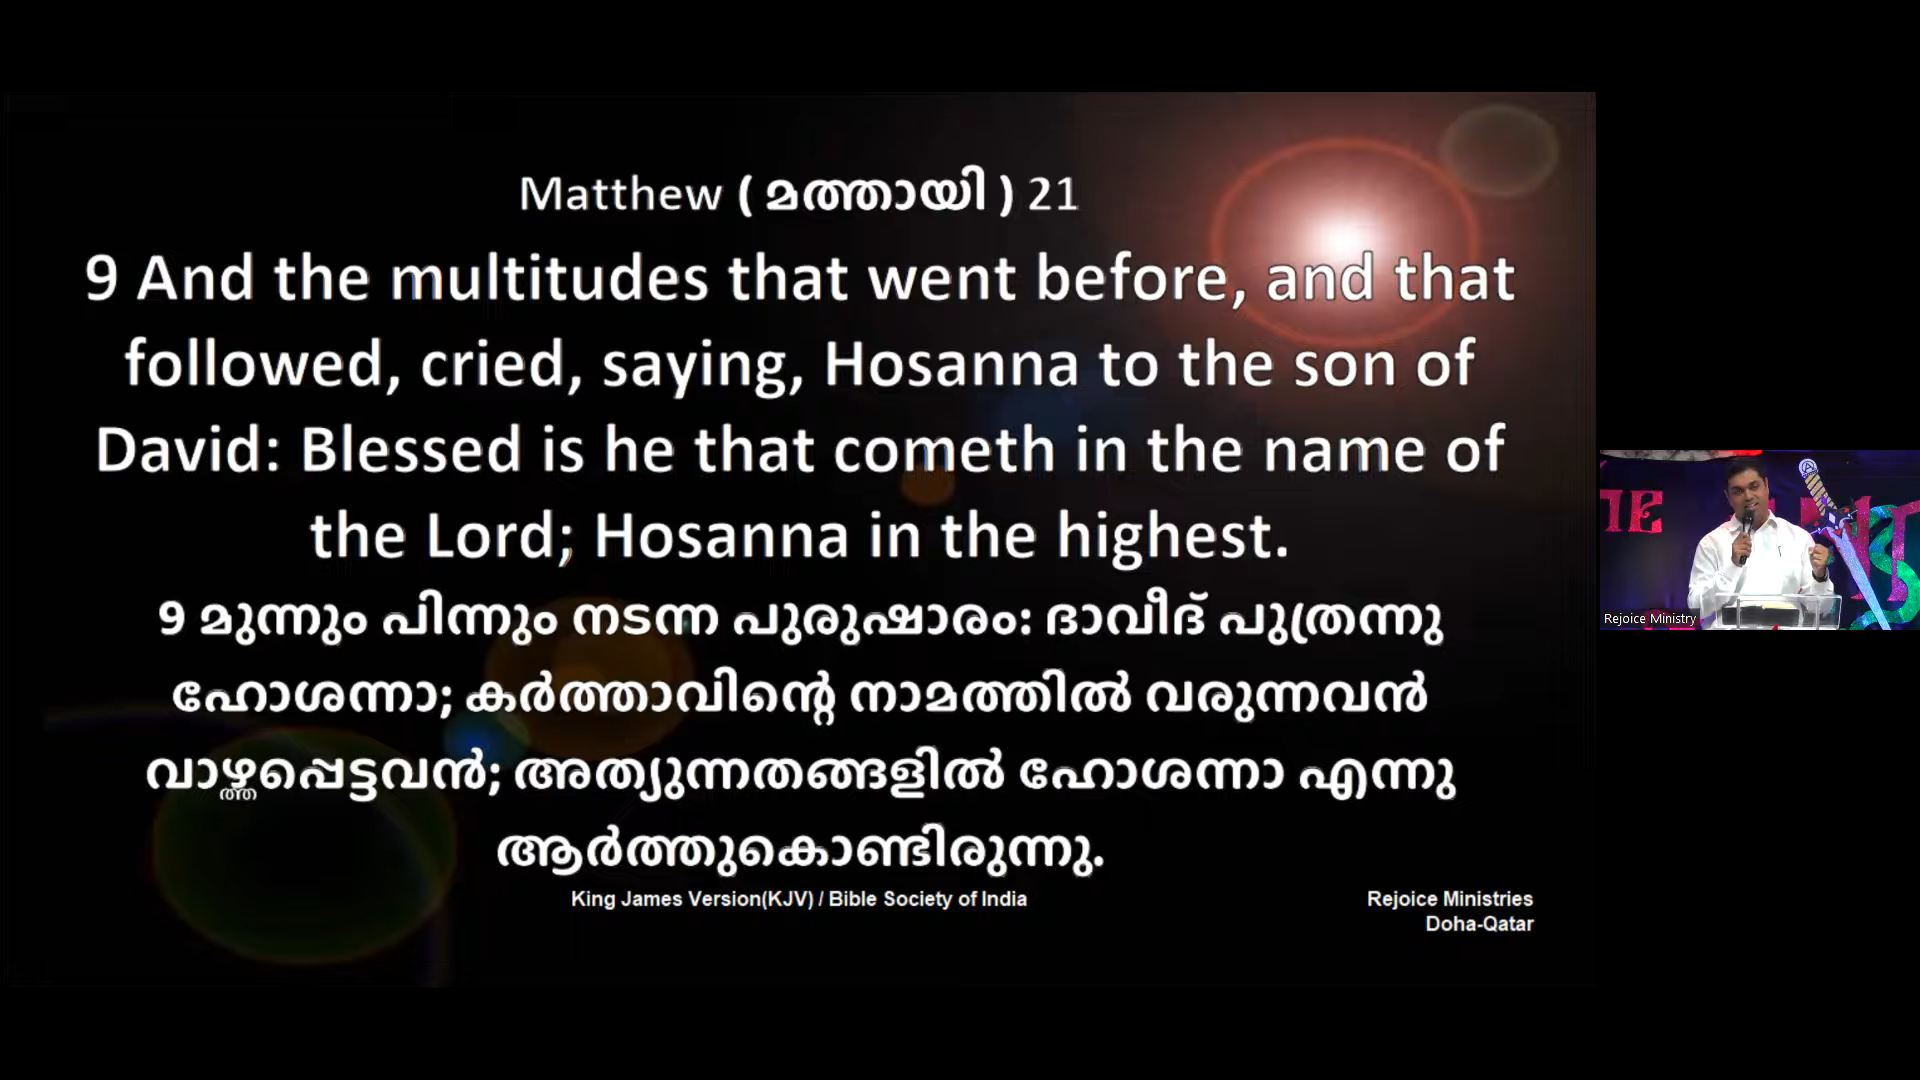 Matthew ( മത്തായി ) 21
9 And the multitudes that went before, and that
followed, cried, saying, Hosanna to the son of
David: Blessed is he that cometh in the name of
the Lord; Hosanna in the highest.
9 മുന്നും പിന്നും നടന്ന പുരുഷാരം: ദാവീദ് പുത്രന്നു
ഹോശന്നാ; കർത്താവിന്റെ നാമത്തിൽ വരുന്നവൻ
വാഴ്ത്തപ്പെട്ടവൻ; അത്യുന്നതങ്ങളിൽ ഹോശന്നാ എന്നു
ആർത്തുകൊണ്ടിരുന്നു.
King James Version(KJV) / Bible Society of India
Rejoice Ministries
Doha-Qatar
Rejoice Ministry